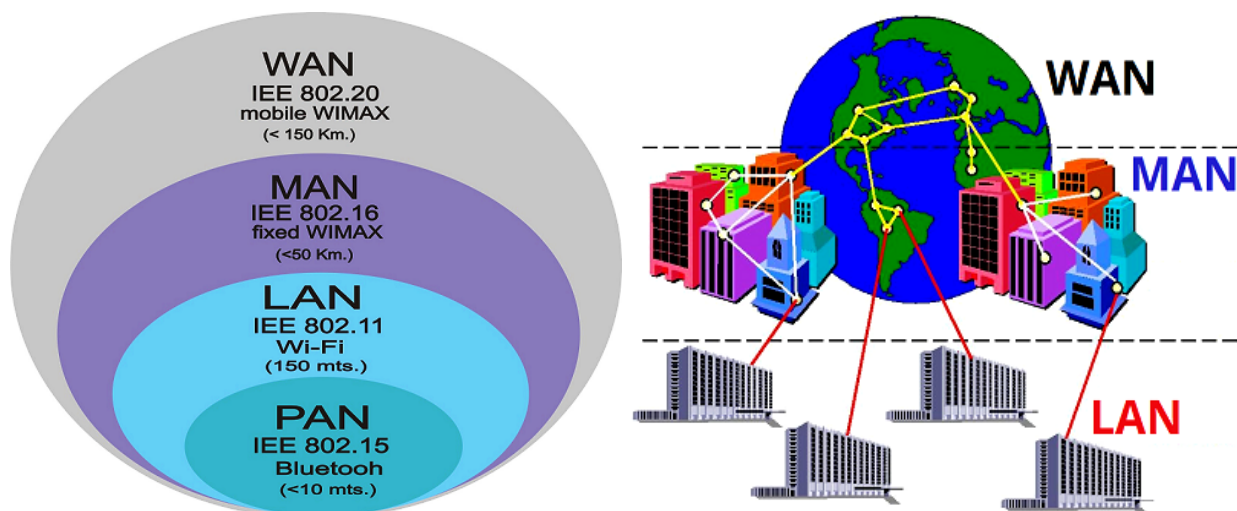 WAN
IEE 802.20
mobile WIMAX
(< 150 Km.)
MAN
IEE 802.16
fixed WIMAX
(<50 Km.)
LAN
IEE 802.11
Wi-Fi
(150 mts.)
PAN
IEE 802.15
Bluetooh
(<10 mts.)
WAN
MAN
LAN